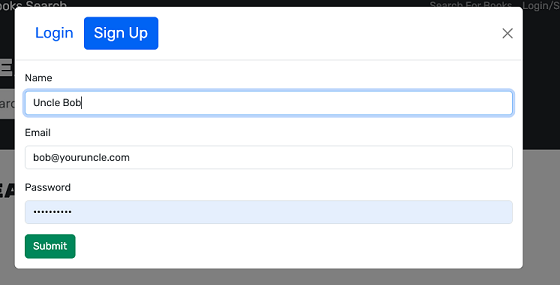 ooks Search
Search For Books
Login/S
Login
Sign Up
Name
Uncle Bob
Email
bob@youruncle.com
Password
••••••••••
Submit